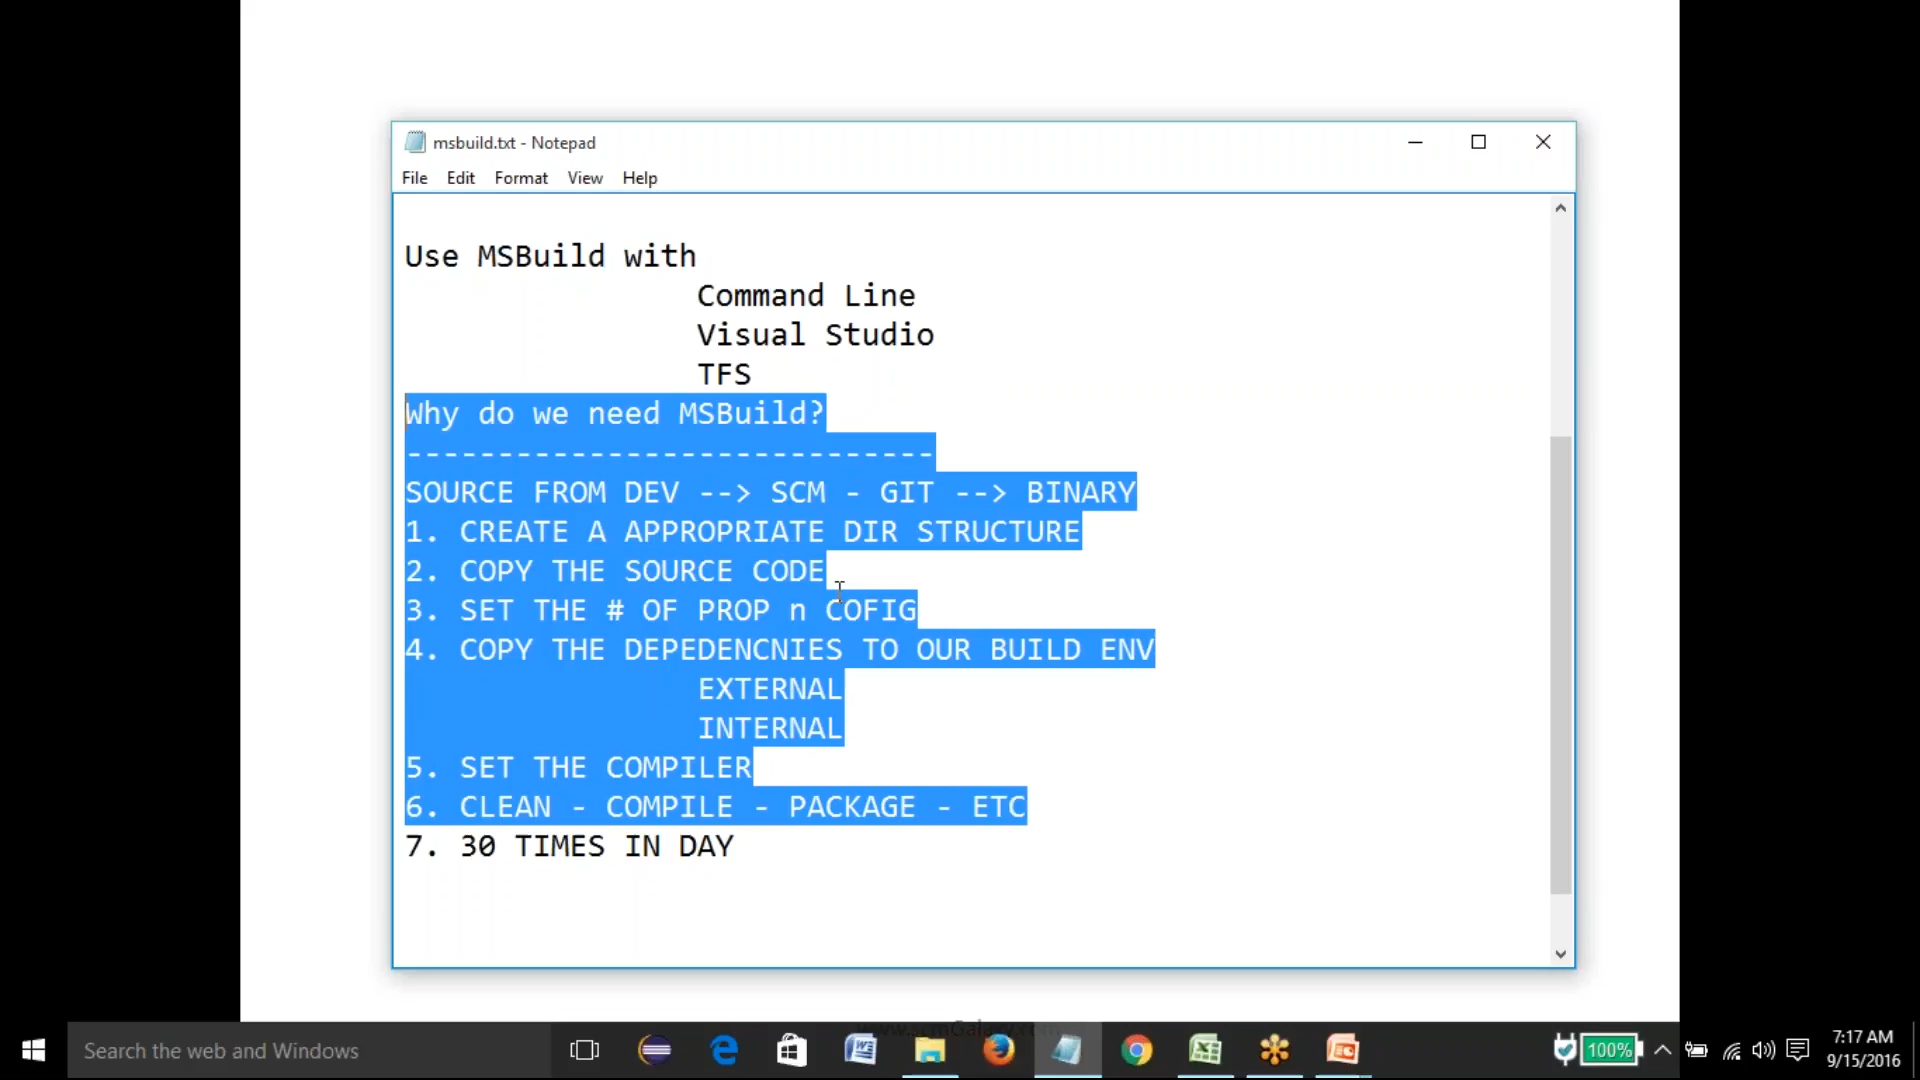 msbuild.txt - Notepad
File Edit Format View Help
Use MSBuild with
Command Line
Visual Studio
TFS
Why do we need MSBuild?
-----------------------------
SOURCE FROM DEV --> SCM - GIT --> BINARY
1. CREATE A APPROPRIATE DIR STRUCTURE
2. COPY THE SOURCE CODE
3. SET THE # OF PROP n COFIG
4. COPY THE DEPEDENCNIES TO OUR BUILD ENV
EXTERNAL
INTERNAL
5. SET THE COMPILER
6. CLEAN - COMPILE - PACKAGE - ETC
7. 30 TIMES IN DAY
www.scmGalaxy.com
Search the web and Windows
100%
7:17 AM
9/15/2016